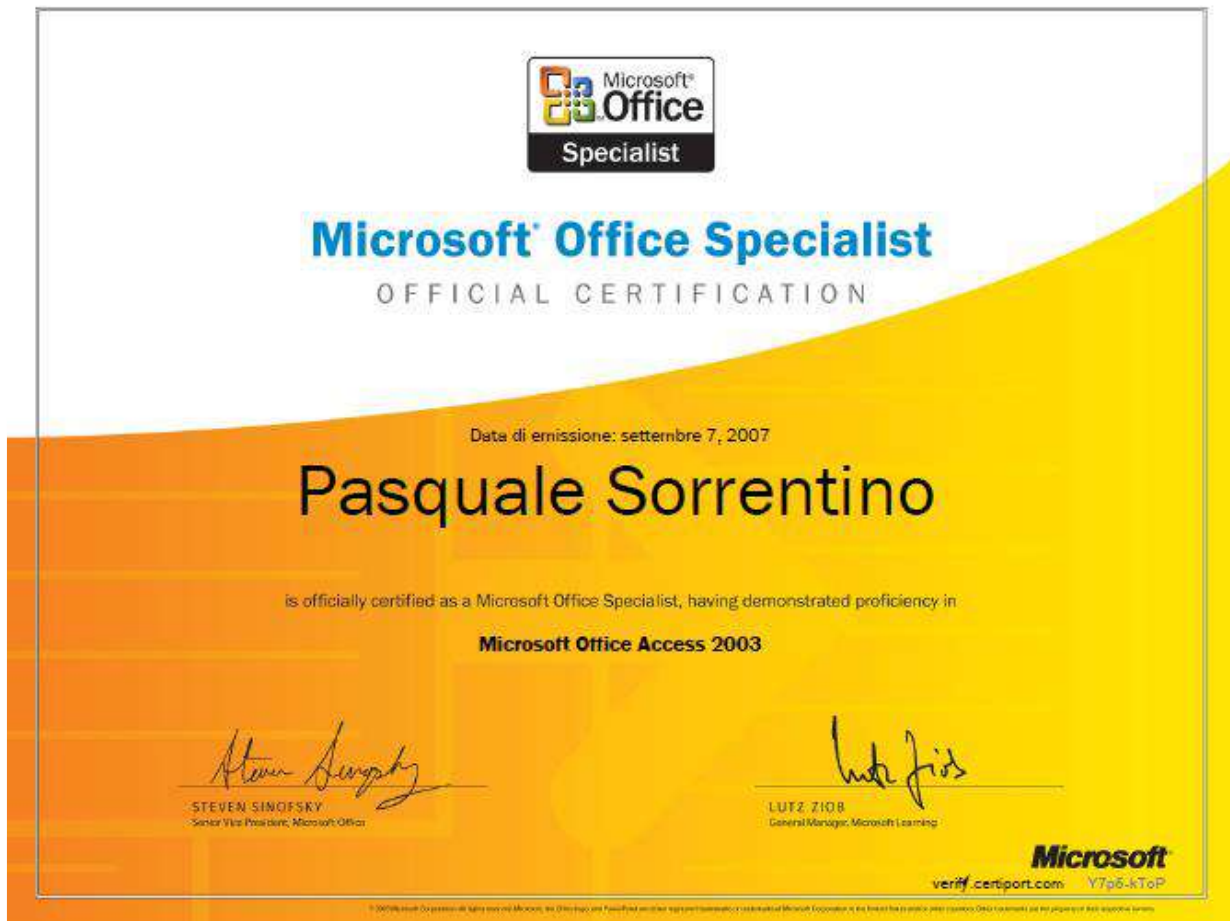 Microsoft®
Office
Specialist
Microsoft® Office Specialist
OFFICIAL CERTIFICATION
Data di emissione: settembre 7, 2007
Pasquale Sorrentino
is officially certified as a Microsoft Office Specialist, having demonstrated proficiency in
Microsoft Office Access 2003
STEVEN SINOFSKY
Senior Vice President, Microsoft Office
LUTZ ZIOB
General Manager, Microsoft Learning
Microsoft
verify.certiport.com